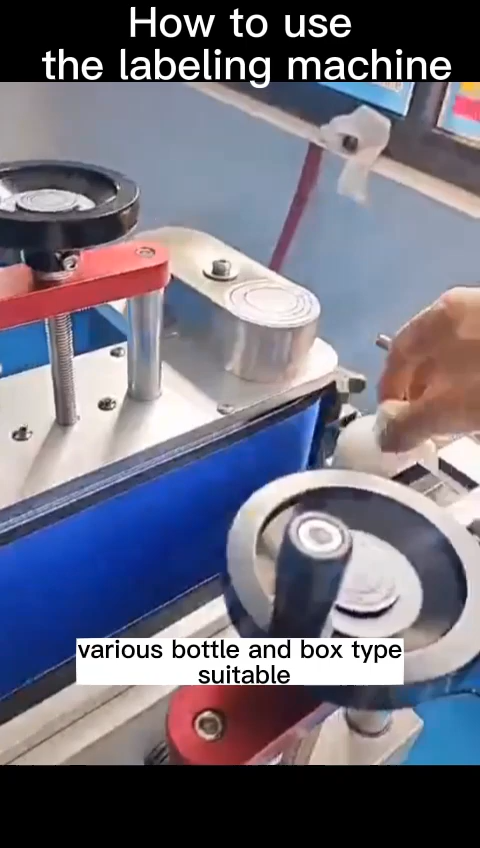 How to use
the labeling machine
various bottle and box type
suitable